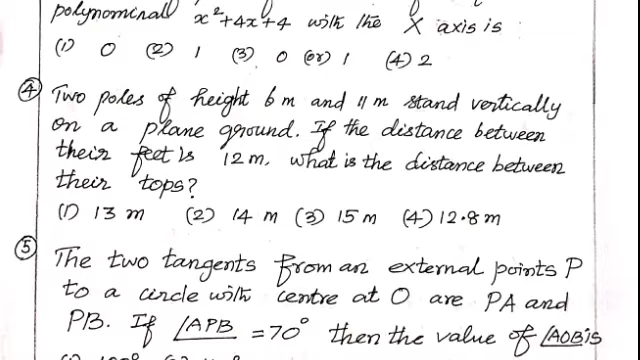 polynominall x²+4x+4 with the X axis is
(1) 0 (2) 1 (3) 0 (or) 1 (4) 2
④ Two poles of height 6 m and 11 m stand vertically
on a plane ground. If the distance between
their feet is 12 m. what is the distance between
their tops?
(1) 13 m (2) 14 m (3) 15 m (4) 12.8 m
⑤ The two tangents from an external points P
to a circle with centre at O are PA and
PB. If ∠APB = 70° then the value of ∠AOB is